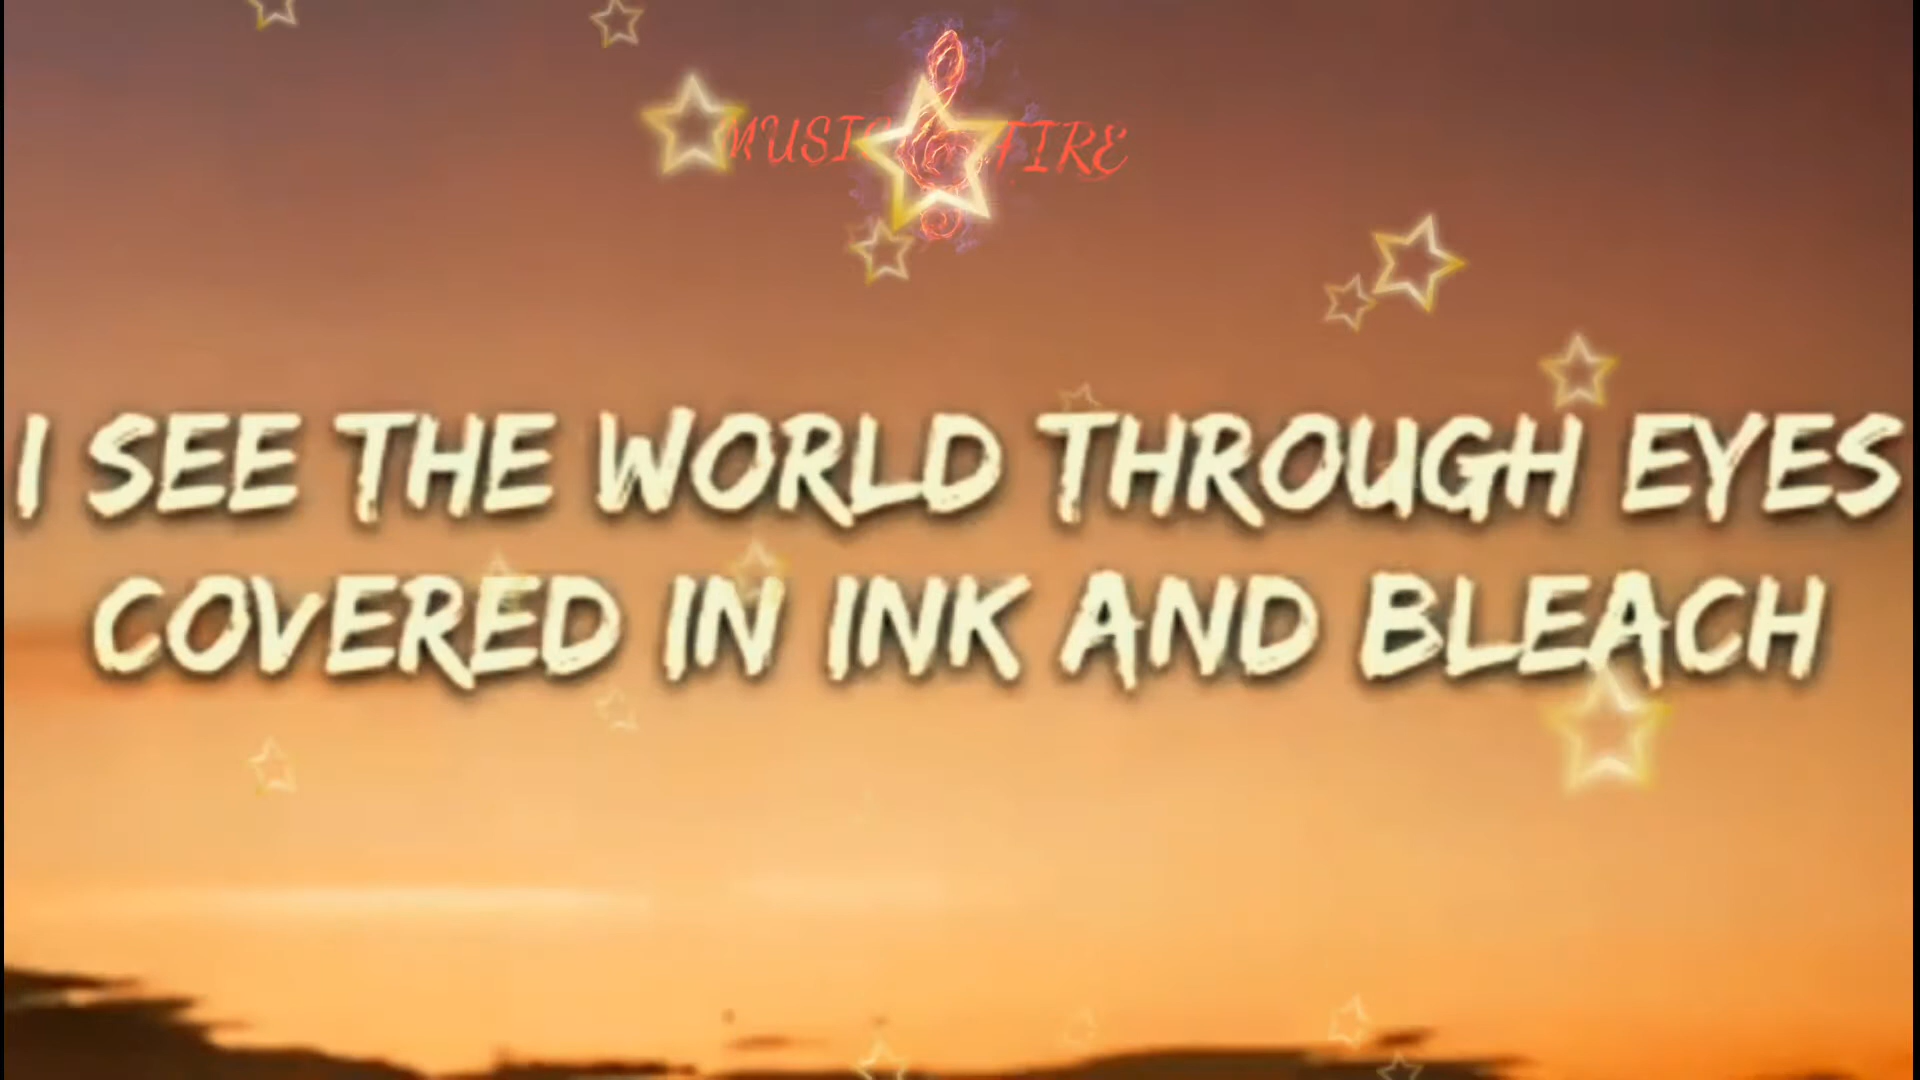 MUSIC FIRE
I SEE THE WORLD THROUGH EYES
COVERED IN INK AND BLEACH